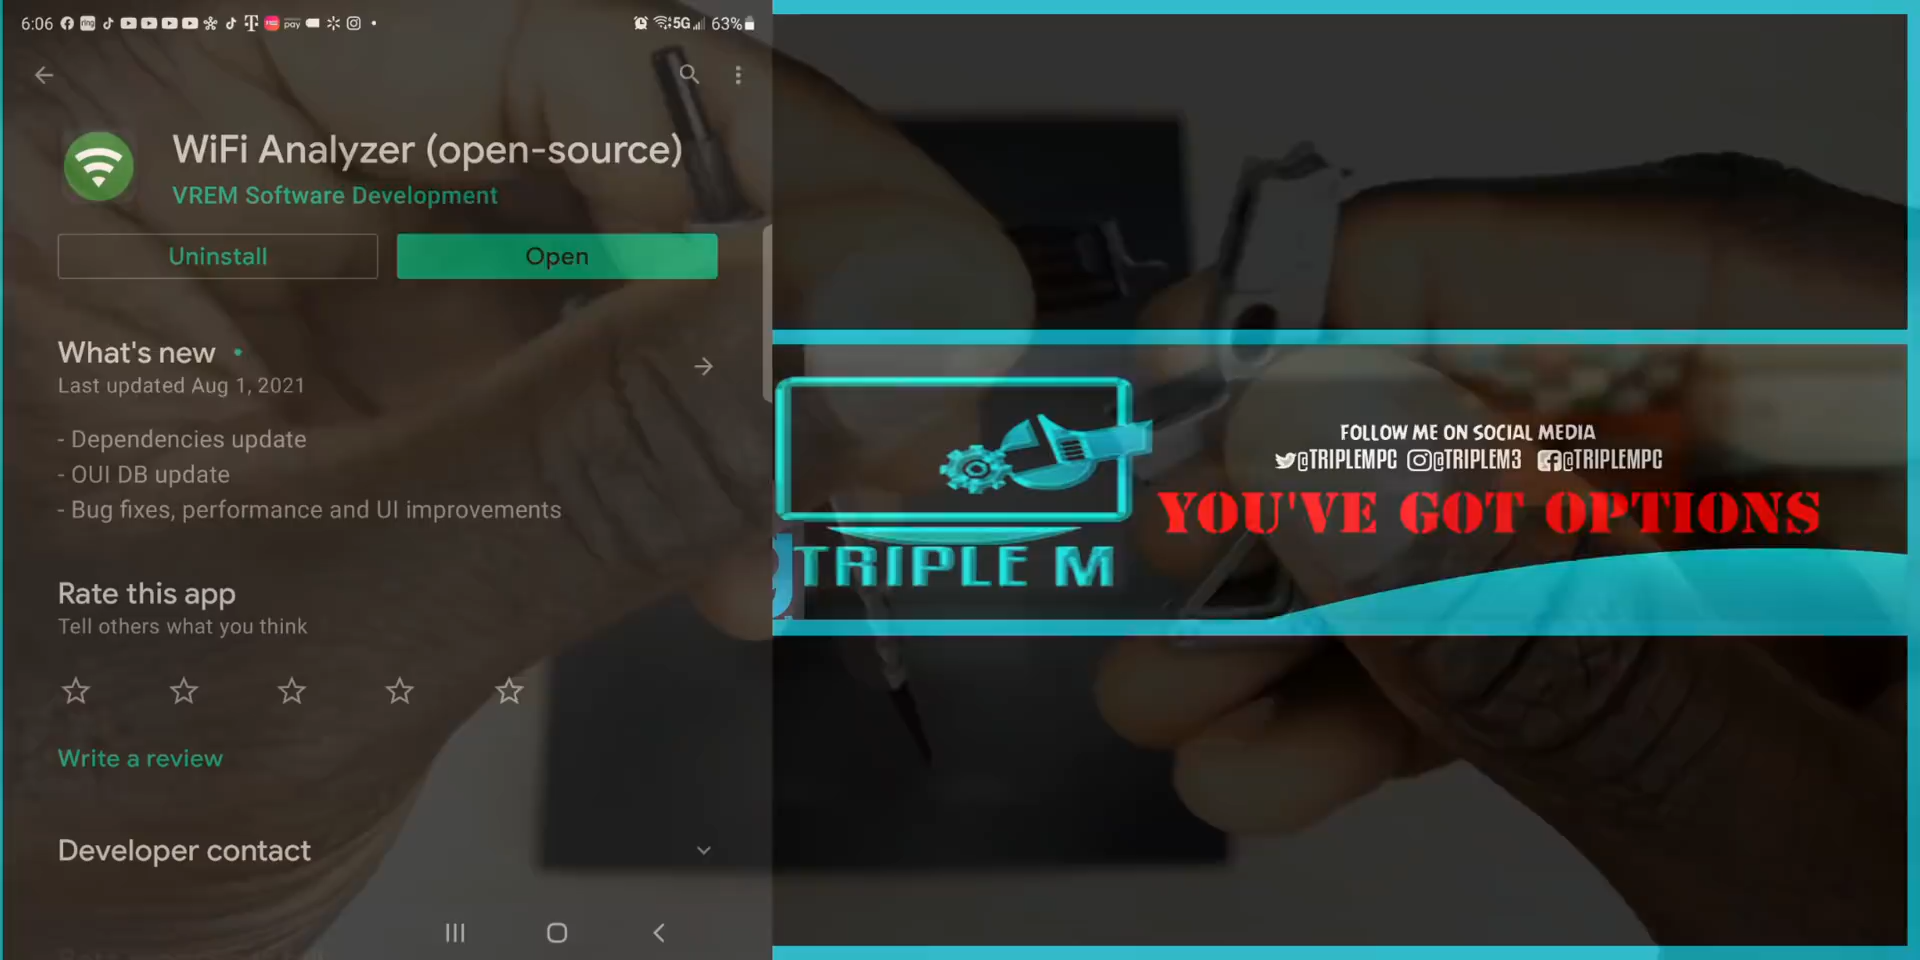 6:06
5G 63%
WiFi Analyzer (open-source)
VREM Software Development
Uninstall
Open
What's new
Last updated Aug 1, 2021
- Dependencies update
- OUI DB update
- Bug fixes, performance and UI improvements
Rate this app
Tell others what you think
Write a review
Developer contact
FOLLOW ME ON SOCIAL MEDIA
@TRIPLEMPC @TRIPLEM3 @TRIPLEMPC
YOU'VE GOT OPTIONS
TRIPLE M